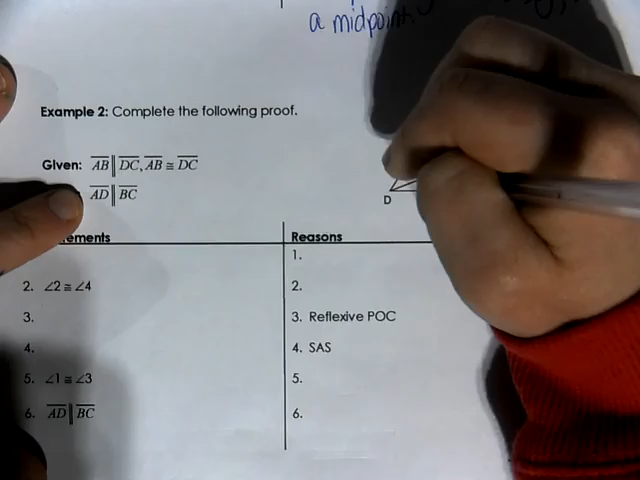 a midpoint.
Example 2: Complete the following proof.
Given: AB ∥ DC, AB ≅ DC
AD ∥ BC
D
ements Reasons
1.
2. ∠2 ≅ ∠4 2.
3. 3. Reflexive POC
4. 4. SAS
5. ∠1 ≅ ∠3 5.
6. AD ∥ BC 6.